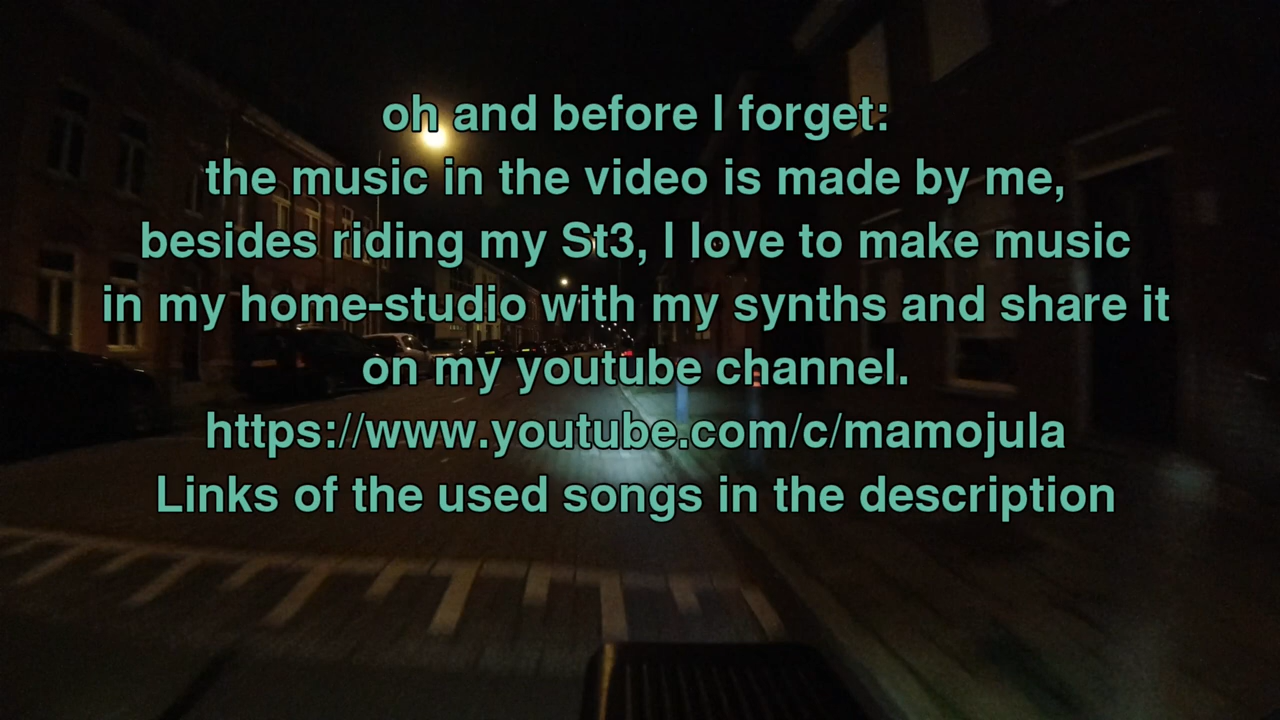 oh and before I forget:
the music in the video is made by me,
besides riding my St3, I love to make music
in my home-studio with my synths and share it
on my youtube channel.
https://www.youtube.com/c/mamojula
Links of the used songs in the description